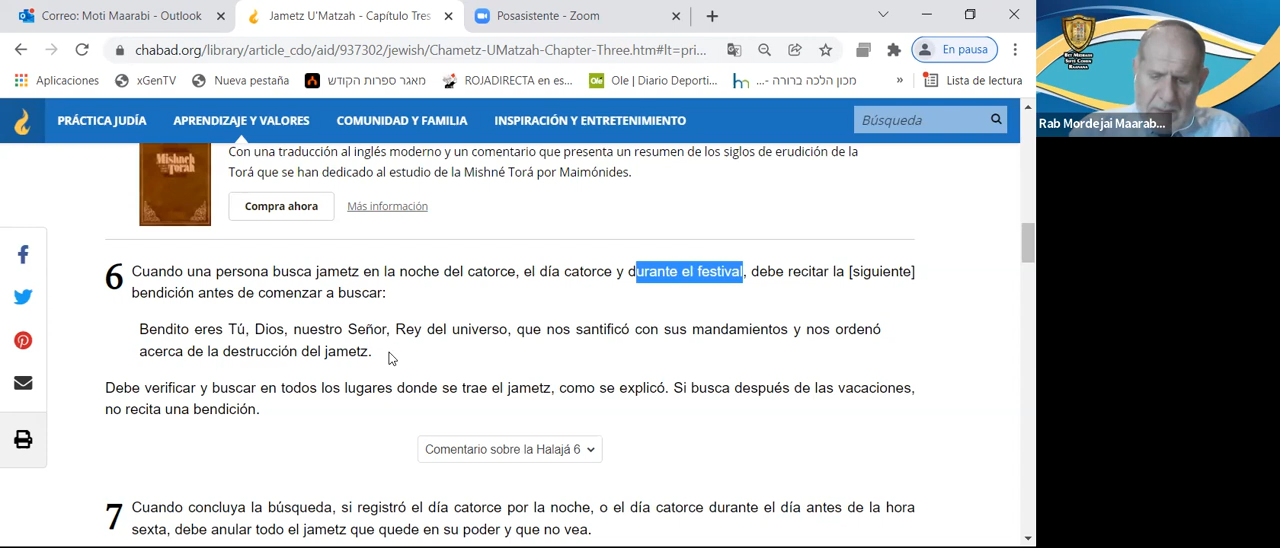 Correo: Moti Maarabi - Outlook
Jametz U'Matzah - Capítulo Tres
Posasistente - Zoom
chabad.org/library/article_cdo/aid/937302/jewish/Chametz-UMatzah-Chapter-Three.htm#lt=pri...
En pausa
Aplicaciones
xGenTV
Nueva pestaña
מאגר ספרות הקודש
ROJADIRECTA en es...
Ole | Diario Deporti...
מכון הלכה ברורה -...
»
Lista de lectura
Rab Mordejai Maarab...
PRÁCTICA JUDÍA
APRENDIZAJE Y VALORES
COMUNIDAD Y FAMILIA
INSPIRACIÓN Y ENTRETENIMIENTO
Búsqueda
Mishneh Torah
Con una traducción al inglés moderno y un comentario que presenta un resumen de los siglos de erudición de la
Torá que se han dedicado al estudio de la Mishné Torá por Maimónides.
Compra ahora
Más información
6 Cuando una persona busca jametz en la noche del catorce, el día catorce y durante el festival, debe recitar la [siguiente]
bendición antes de comenzar a buscar:
Bendito eres Tú, Dios, nuestro Señor, Rey del universo, que nos santificó con sus mandamientos y nos ordenó
acerca de la destrucción del jametz.
Debe verificar y buscar en todos los lugares donde se trae el jametz, como se explicó. Si busca después de las vacaciones,
no recita una bendición.
Comentario sobre la Halajá 6
7 Cuando concluya la búsqueda, si registró el día catorce por la noche, o el día catorce durante el día antes de la hora
sexta, debe anular todo el jametz que quede en su poder y que no vea.